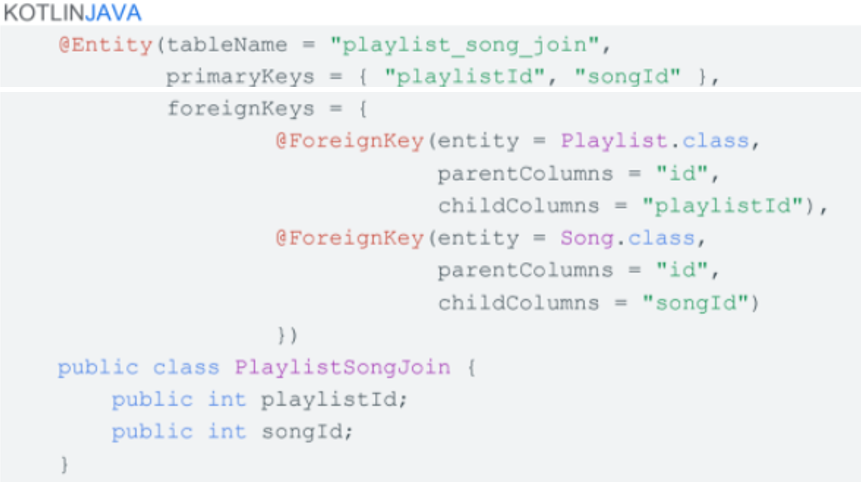 KOTLINJAVA
@Entity(tableName = "playlist_song_join",
primaryKeys = { "playlistId", "songId" },
foreignKeys = {
@ForeignKey(entity = Playlist.class,
parentColumns = "id",
childColumns = "playlistId"),
@ForeignKey(entity = Song.class,
parentColumns = "id",
childColumns = "songId")
})
public class PlaylistSongJoin {
public int playlistId;
public int songId;
}